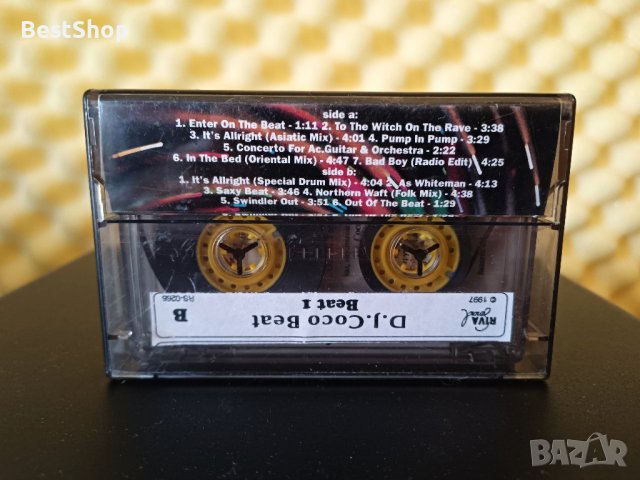 BestShop
side a:
1. Enter On The Beat - 1:11 2. To The Witch On The Rave - 3:38
3. It's Allright (Asiatic Mix) - 4:01 4. Pump In Pump - 3:29
5. Concerto For Ac.Guitar & Orchestra - 2:22
6. In The Bed (Oriental Mix) - 4:47 7. Bad Boy (Radio Edit) - 4:25
side b:
1. It's Allright (Special Drum Mix) - 4:04 2. As Whiteman - 4:13
3. Saxy Beat - 3:46 4. Northern Waft (Folk Mix) - 4:38
5. Swindler Out - 3:51 6. Out Of The Beat - 1:29
RIVA Sound
© 1997
D.j.Coco Beat
Beat 1
B
RS-0266
BAZAR